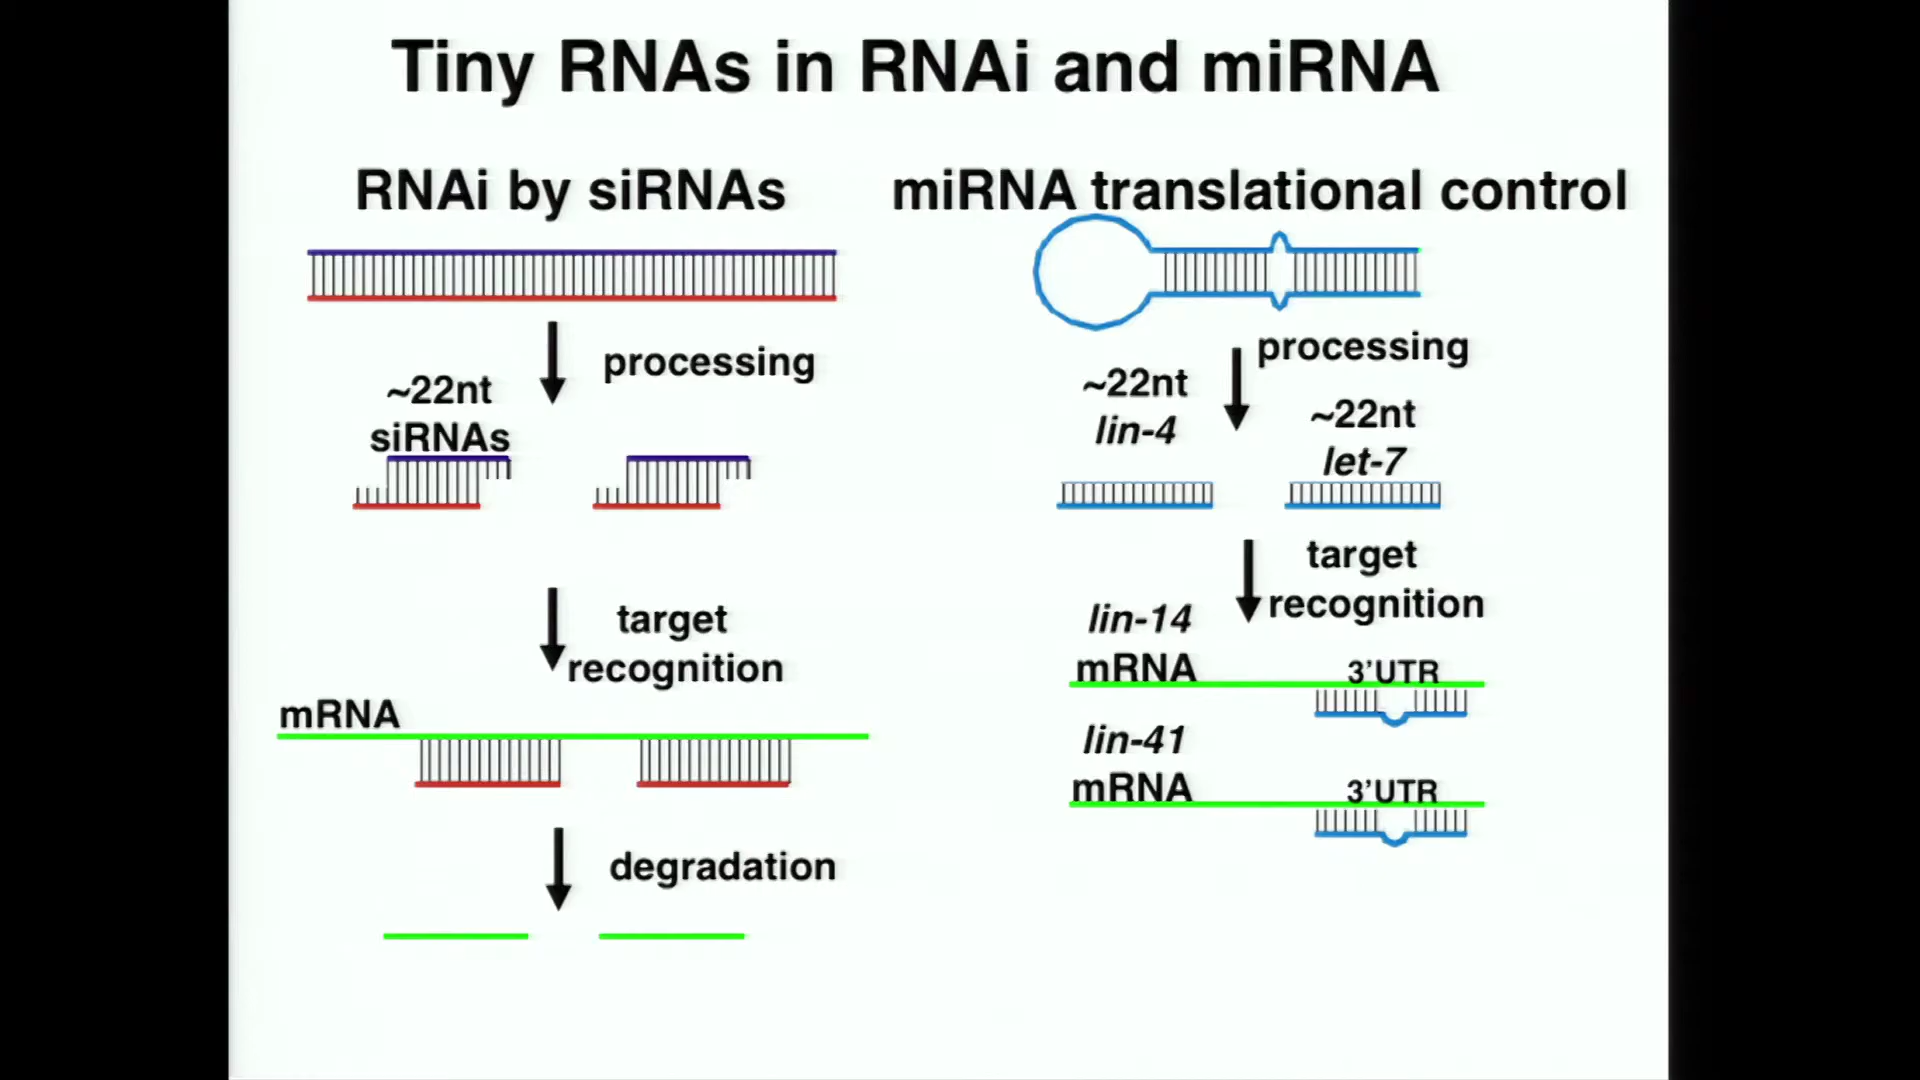 Tiny RNAs in RNAi and miRNA
RNAi by siRNAs
processing
~22nt
siRNAs
target
recognition
mRNA
degradation
miRNA translational control
processing
~22nt
lin-4
~22nt
let-7
target
recognition
lin-14
mRNA
3'UTR
lin-41
mRNA
3'UTR